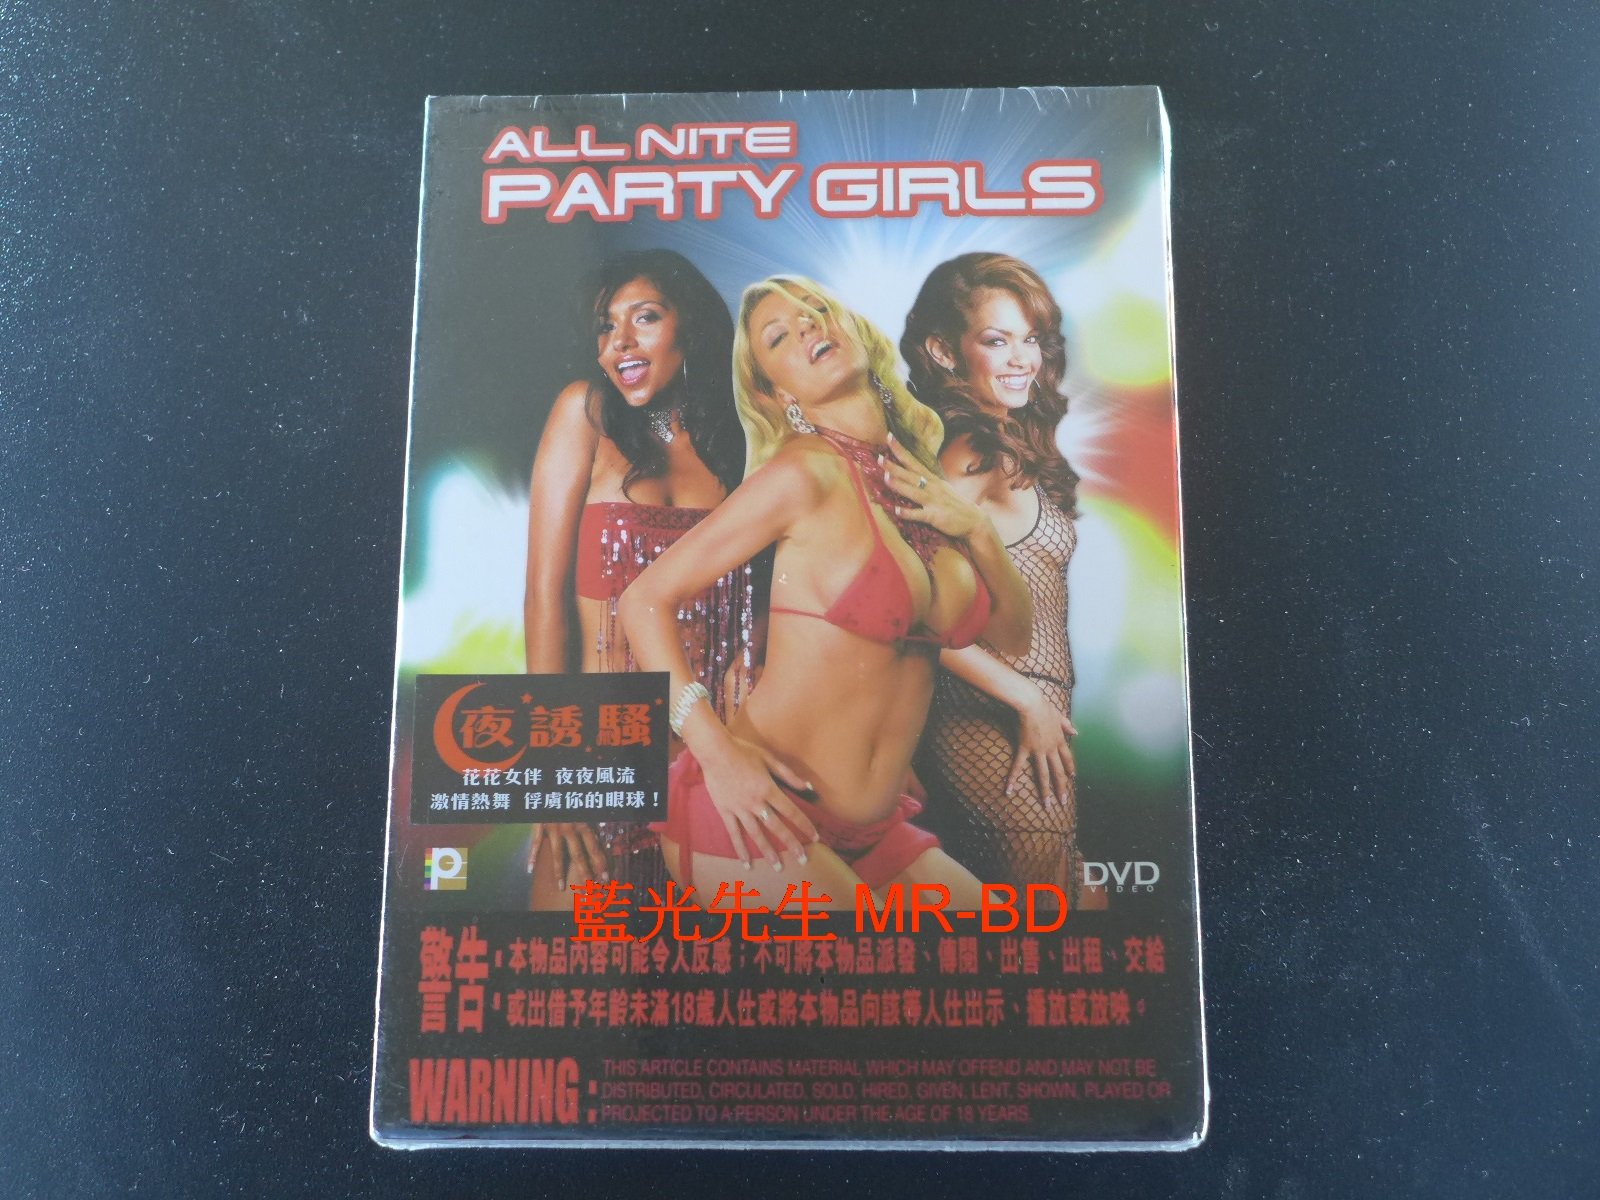 ALL NITE
PARTY GIRLS
夜誘騷
花花女伴 夜夜風流
激情熱舞 俘虜你的眼球！
P
DVD
VIDEO
藍光先生 MR-BD
警告：本物品內容可能令人反感；不可將本物品派發、傳閱、出售、出租、交給
：或出借予年齡未滿18歲人仕或將本物品向該等人仕出示、播放或放映。
WARNING: THIS ARTICLE CONTAINS MATERIAL WHICH MAY OFFEND AND MAY NOT BE
DISTRIBUTED, CIRCULATED, SOLD, HIRED, GIVEN, LENT, SHOWN, PLAYED OR
PROJECTED TO A PERSON UNDER THE AGE OF 18 YEARS.